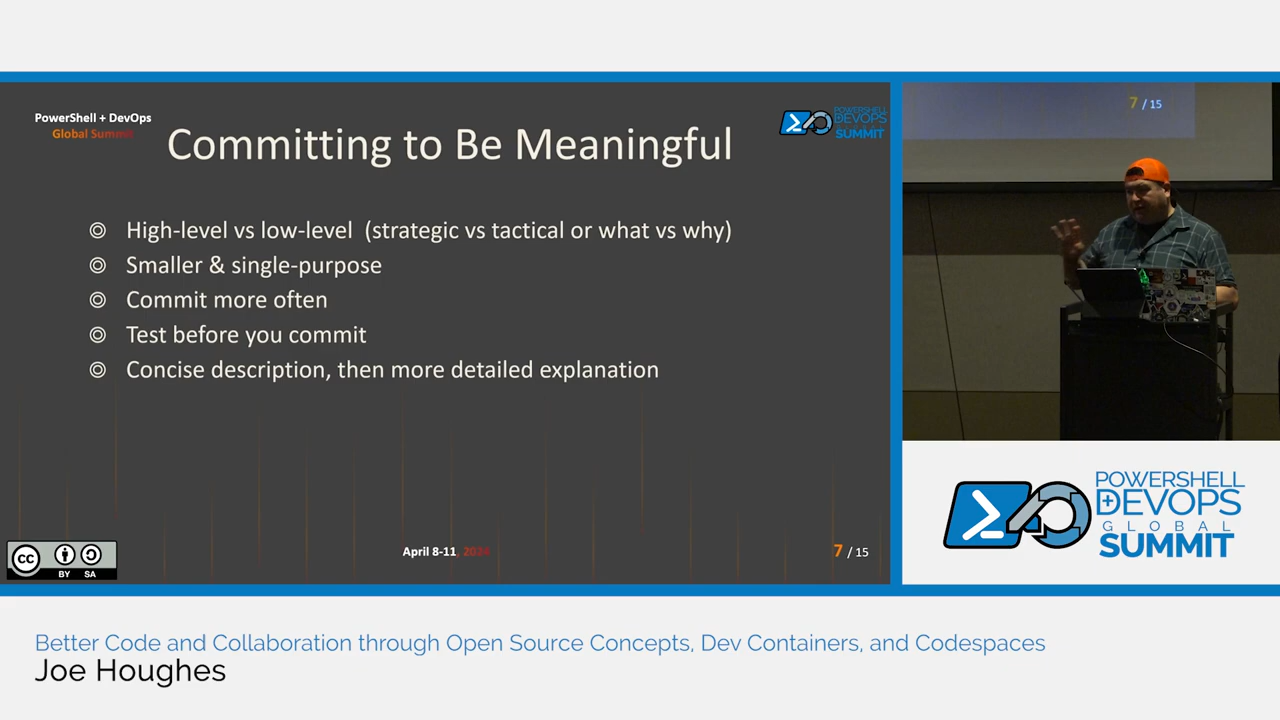 PowerShell + DevOps
Global Summit
Committing to Be Meaningful
POWERSHELL
DEVOPS
SUMMIT
High-level vs low-level (strategic vs tactical or what vs why)
Smaller & single-purpose
Commit more often
Test before you commit
Concise description, then more detailed explanation
cc
BY SA
April 8-11, 2024
7 / 15
7 / 15
POWERSHELL
DEVOPS
GLOBAL
SUMMIT
Better Code and Collaboration through Open Source Concepts, Dev Containers, and Codespaces
Joe Houghes